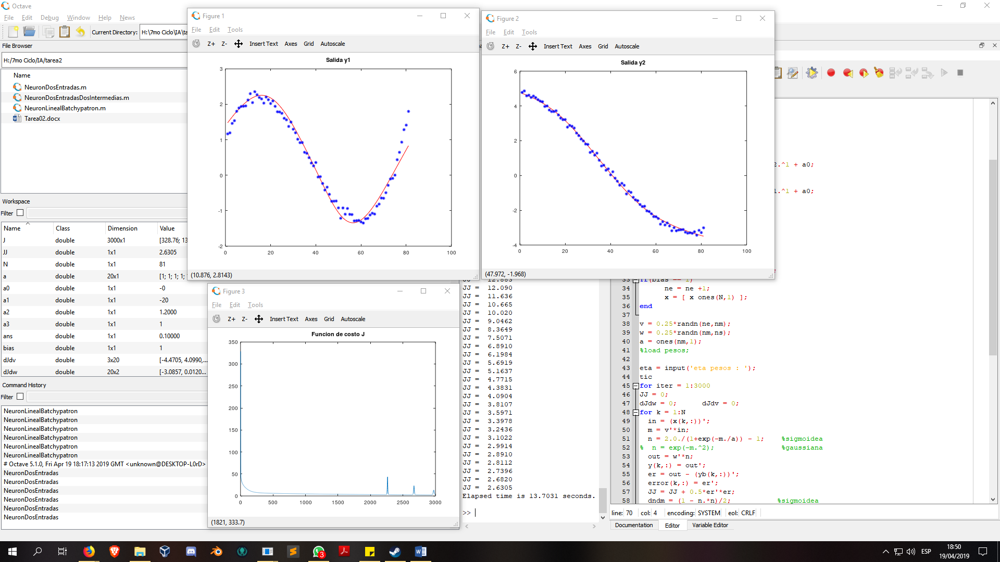 Octave
File Edit Debug Window Help News
Current Directory: H:\7mo Ciclo\IA\ta
File Browser
H:/7mo Ciclo/IA/tarea2
Name
NeuronDosEntradas.m
NeuronDosEntradasDosIntermedias.m
NeuronLinealBatchypatron.m
Tarea02.docx
Workspace
Filter
Name Class Dimension Value
J double 3000x1 [328.76; 13
JJ double 1x1 2.6305
N double 1x1 81
a double 20x1 [1; 1; 1; 1;
a0 double 1x1 -0
a1 double 1x1 -20
a2 double 1x1 1.2000
a3 double 1x1 1
ans double 1x1 0.10000
bias double 1x1 1
dJdv double 3x20 [-4.4705, 4.0990,...
dJdw double 20x2 [-3.0857, 0.0120...
Command History
Filter
NeuronLinealBatchypatron
NeuronLinealBatchypatron
NeuronLinealBatchypatron
NeuronLinealBatchypatron
NeuronLinealBatchypatron
NeuronLinealBatchypatron
# Octave 5.1.0, Fri Apr 19 18:17:13 2019 GMT <unknown@DESKTOP-L0rD>
NeuronDosEntradas
NeuronDosEntradas
NeuronDosEntradas
NeuronDosEntradas
NeuronDosEntradas
NeuronDosEntradas
Figure 1
File Edit Tools
Z+ Z- Insert Text Axes Grid Autoscale
Salida y1
3
2
1
0
-1
-2
0 20 40 60 80 100
(10.876, 2.8143)
Figure 2
File Edit Tools
Z+ Z- Insert Text Axes Grid Autoscale
Salida y2
6
4
2
0
-2
-4
0 20 40 60 80 100
(47.972, -1.968)
Figure 3
File Edit Tools
Z+ Z- Insert Text Axes Grid Autoscale
Funcion de costo J
350
300
250
200
150
100
50
0
0 500 1000 1500 2000 2500 3000
(1821, 333.7)
JJ = 12.090
JJ = 11.636
JJ = 10.665
JJ = 10.020
JJ = 9.0462
JJ = 8.3649
JJ = 7.5071
JJ = 6.8910
JJ = 6.1984
JJ = 5.6919
JJ = 5.1637
JJ = 4.7715
JJ = 4.3831
JJ = 4.0904
JJ = 3.8107
JJ = 3.5971
JJ = 3.3978
JJ = 3.2436
JJ = 3.1022
JJ = 2.9914
JJ = 2.8910
JJ = 2.8112
JJ = 2.7396
JJ = 2.6820
JJ = 2.6305
Elapsed time is 13.7031 seconds.
>>
2.^1 + a0;
1.^1 + a0;
33 if(bias == 1)
34 ne = ne +1;
35 x = [ x ones(N,1) ];
36 end
37
38 v = 0.25*randn(ne,nm);
39 w = 0.25*randn(nm,ns);
40 a = ones(nm,1);
41 %load pesos;
42
43 eta = input('eta pesos : ');
44 tic
45 for iter = 1:3000
46 JJ = 0;
47 dJdw = 0; dJdv = 0;
48 for k = 1:N
49 in = (x(k,:))';
50 m = v'*in;
51 n = 2.0./(1+exp(-m./a)) - 1; %sigmoidea
52 % n = exp(-m.^2); %gaussiana
53 out = w'*n;
54 y(k,:) = out';
55 er = out - (yb(k,:))';
56 error(k,:) = er';
57 JJ = JJ + 0.5*er'*er;
58 dndm = (1 - n.*n)/2; %sigmoidea
line: 70 col: 4 encoding: SYSTEM eol: CRLF
Documentation Editor Variable Editor
3
ESP
18:50
19/04/2019